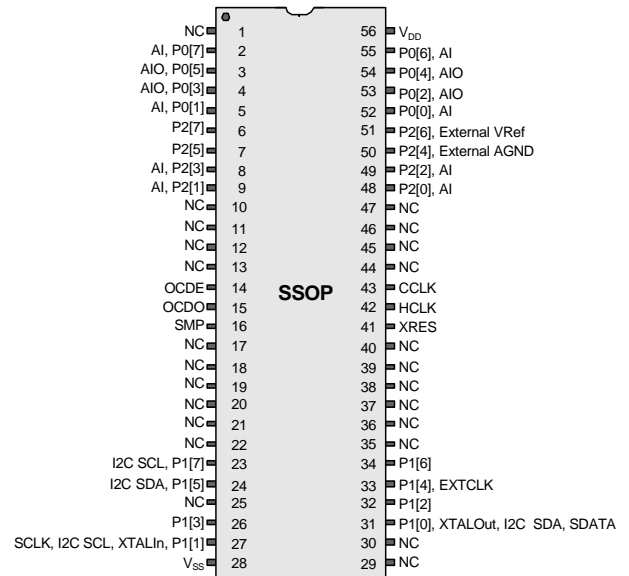 NC 1 56 VDD
AI, P0[7] 2 55 P0[6], AI
AIO, P0[5] 3 54 P0[4], AIO
AIO, P0[3] 4 53 P0[2], AIO
AI, P0[1] 5 52 P0[0], AI
P2[7] 6 51 P2[6], External VRef
P2[5] 7 50 P2[4], External AGND
AI, P2[3] 8 49 P2[2], AI
AI, P2[1] 9 48 P2[0], AI
NC 10 47 NC
NC 11 46 NC
NC 12 45 NC
NC 13 44 NC
OCDE 14 SSOP 43 CCLK
OCDO 15 42 HCLK
SMP 16 41 XRES
NC 17 40 NC
NC 18 39 NC
NC 19 38 NC
NC 20 37 NC
NC 21 36 NC
NC 22 35 NC
I2C SCL, P1[7] 23 34 P1[6]
I2C SDA, P1[5] 24 33 P1[4], EXTCLK
NC 25 32 P1[2]
P1[3] 26 31 P1[0], XTALOut, I2C SDA, SDATA
SCLK, I2C SCL, XTALIn, P1[1] 27 30 NC
VSS 28 29 NC